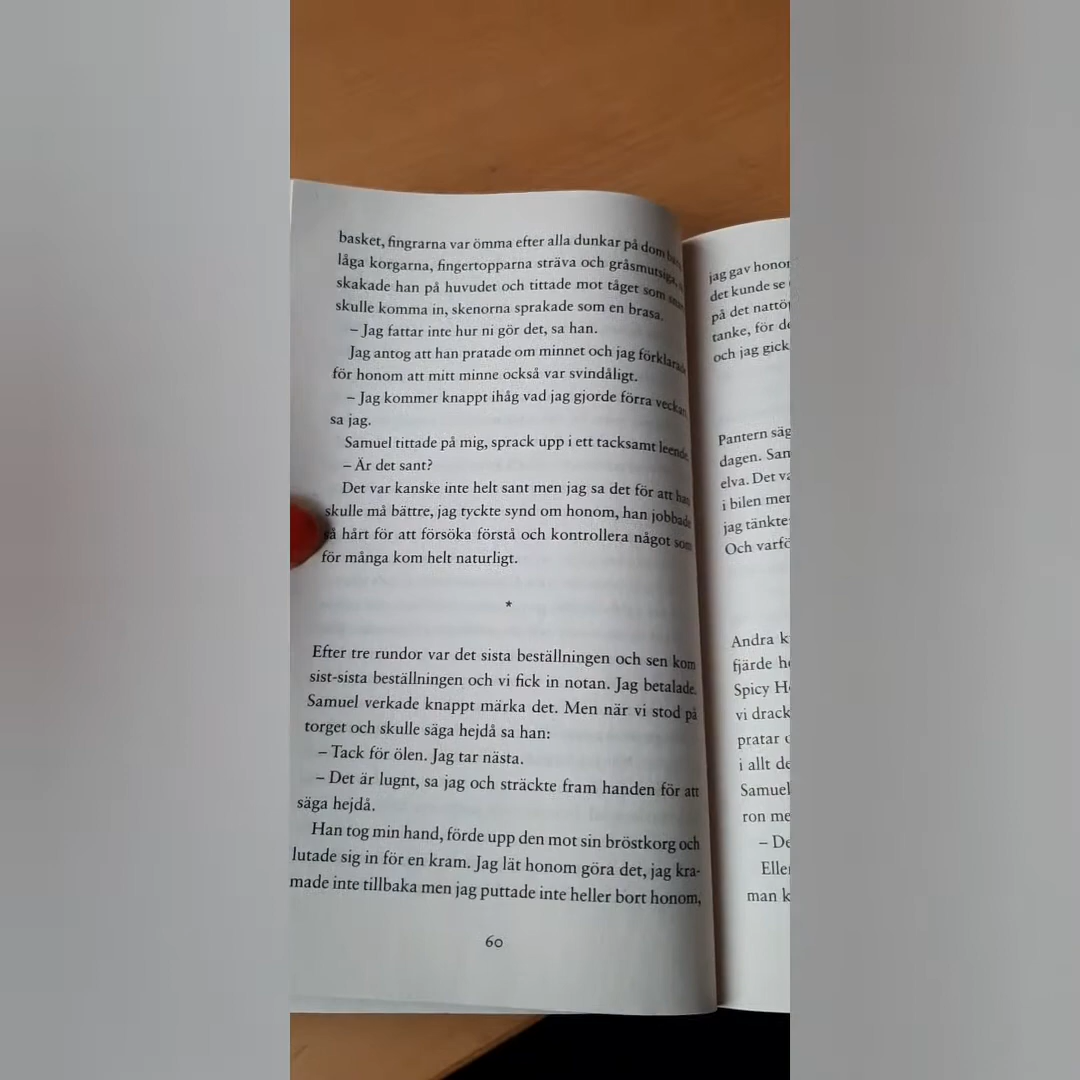 basket, fingrarna var ömma efter alla dunkar på dom
låga korgarna, fingertopparna sträva och gråsmutsiga,
skakade han på huvudet och tittade mot tåget som
skulle komma in, skenorna sprakade som en brasa.
– Jag fattar inte hur ni gör det, sa han.
Jag antog att han pratade om minnet och jag förklarade
för honom att mitt minne också var svindåligt.
– Jag kommer knappt ihåg vad jag gjorde förra veckan,
sa jag.
Samuel tittade på mig, sprack upp i ett tacksamt leende.
– Är det sant?
Det var kanske inte helt sant men jag sa det för att han
skulle må bättre, jag tyckte synd om honom, han jobbade
så hårt för att försöka förstå och kontrollera något som
för många kom helt naturligt.
*
Efter tre rundor var det sista beställningen och sen kom
sist-sista beställningen och vi fick in notan. Jag betalade.
Samuel verkade knappt märka det. Men när vi stod på
torget och skulle säga hejdå sa han:
– Tack för ölen. Jag tar nästa.
– Det är lugnt, sa jag och sträckte fram handen för att
säga hejdå.
Han tog min hand, förde upp den mot sin bröstkorg och
lutade sig in för en kram. Jag lät honom göra det, jag kra-
made inte tillbaka men jag puttade inte heller bort honom,
60
jag gav
det kunde se
på det
tanke, för
och jag gick
Pantern
dagen.
elva. Det
i bilen
jag tänkte
Och
Andra
fjärde
Spicy
vi drack
pratar
i allt
Samuel
ron
–
man